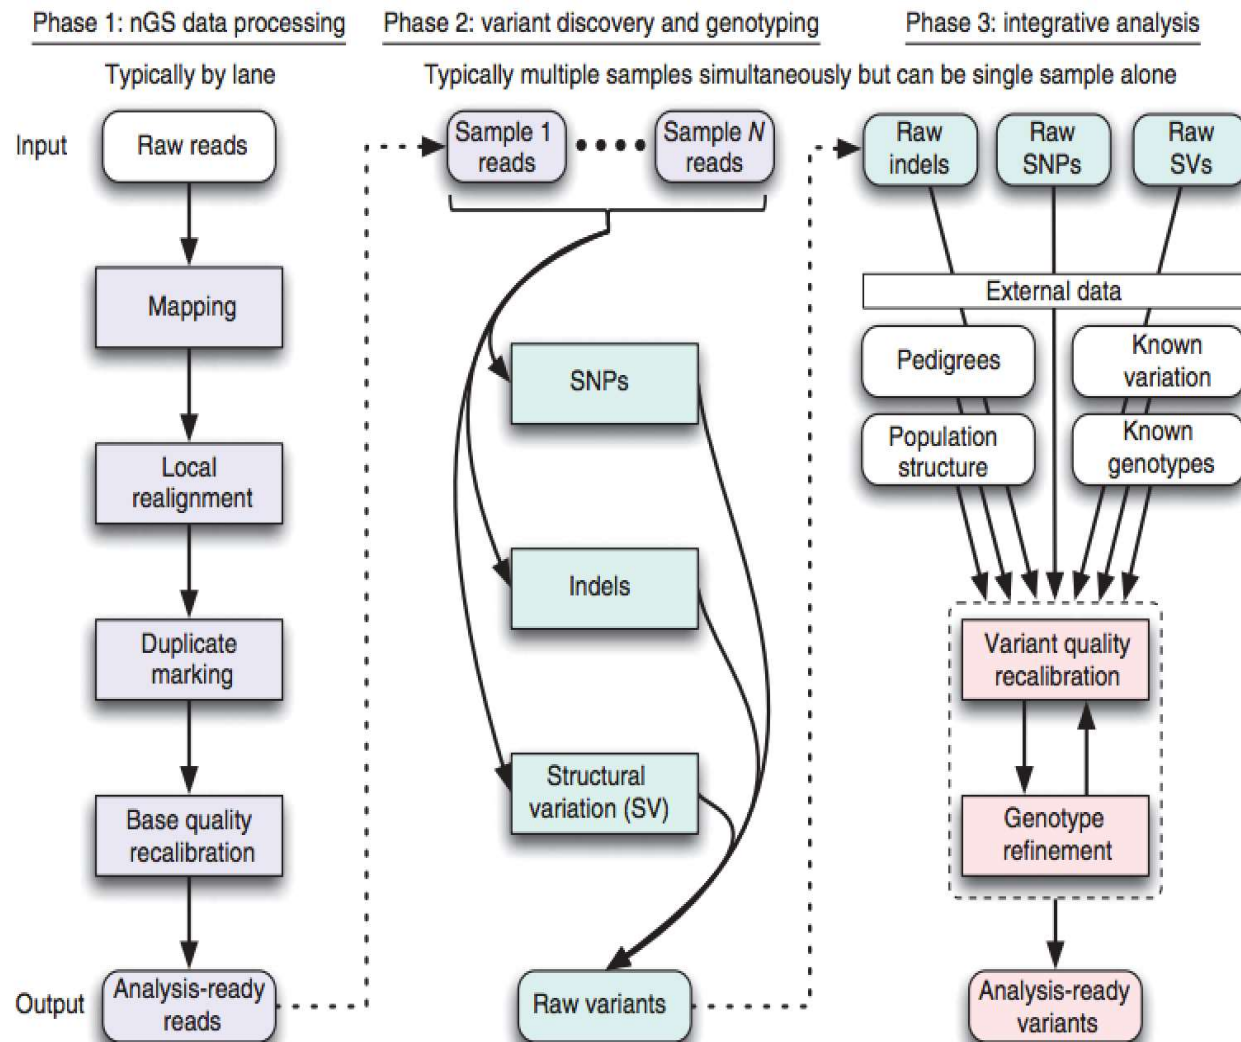 Phase 1: nGS data processing
Typically by lane
Input
Raw reads
Mapping
Local
realignment
Duplicate
marking
Base quality
recalibration
Output
Analysis-ready
reads
Phase 2: variant discovery and genotyping
Typically multiple samples simultaneously but can be single sample alone
Sample 1
reads
Sample N
reads
SNPs
Indels
Structural
variation (SV)
Raw variants
Phase 3: integrative analysis
Raw
indels
Raw
SNPs
Raw
SVs
External data
Pedigrees
Known
variation
Population
structure
Known
genotypes
Variant quality
recalibration
Genotype
refinement
Analysis-ready
variants